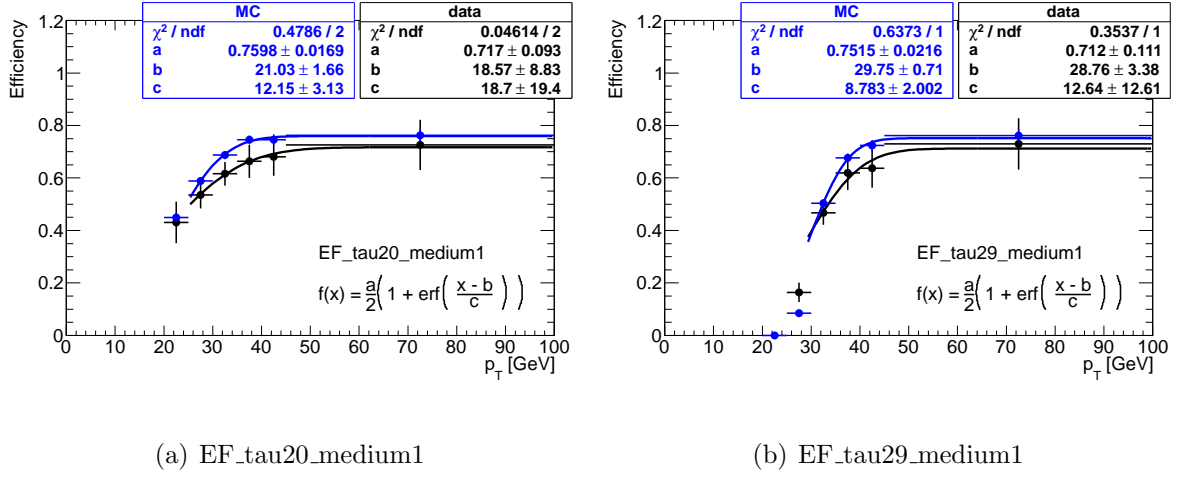 MC
χ² / ndf 0.4786 / 2
a 0.7598 ± 0.0169
b 21.03 ± 1.66
c 12.15 ± 3.13
data
χ² / ndf 0.04614 / 2
a 0.717 ± 0.093
b 18.57 ± 8.83
c 18.7 ± 19.4
Efficiency
1.2
1
0.8
0.6
0.4
0.2
0
EF_tau20_medium1
f(x) = a/2 ( 1 + erf ( x - b / c ) )
0 10 20 30 40 50 60 70 80 90 100
p_T [GeV]
(a) EF_tau20_medium1
MC
χ² / ndf 0.6373 / 1
a 0.7515 ± 0.0216
b 29.75 ± 0.71
c 8.783 ± 2.002
data
χ² / ndf 0.3537 / 1
a 0.712 ± 0.111
b 28.76 ± 3.38
c 12.64 ± 12.61
Efficiency
1.2
1
0.8
0.6
0.4
0.2
0
EF_tau29_medium1
f(x) = a/2 ( 1 + erf ( x - b / c ) )
0 10 20 30 40 50 60 70 80 90 100
p_T [GeV]
(b) EF_tau29_medium1